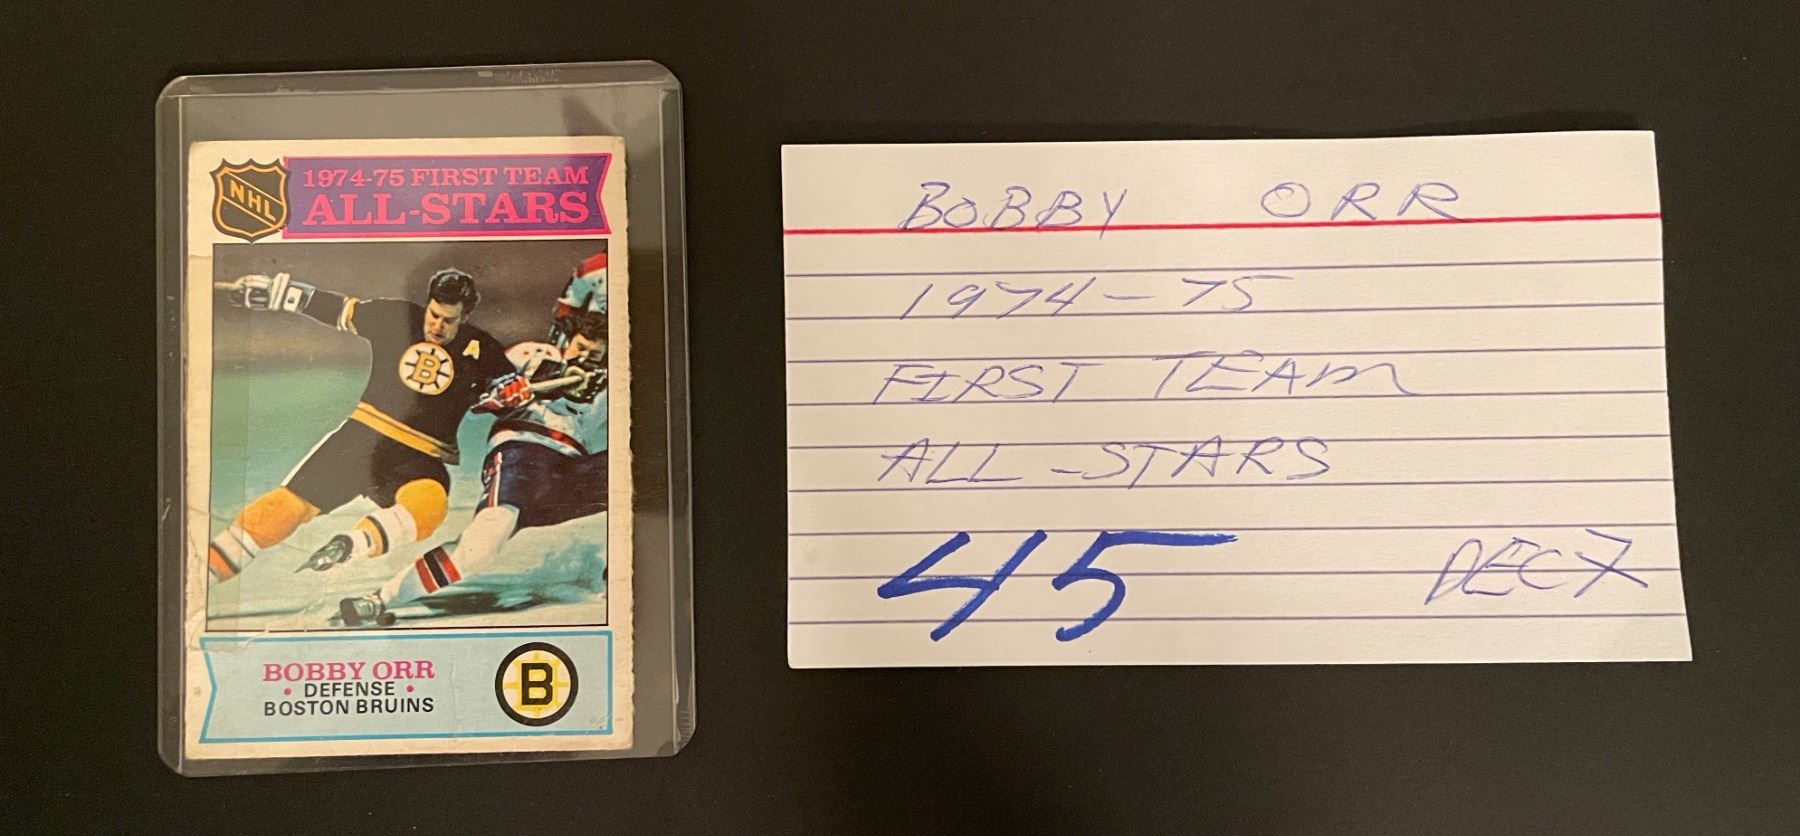 NHL
1974-75 FIRST TEAM
ALL-STARS
A
B
BOBBY ORR
• DEFENSE •
BOSTON BRUINS
B
BOBBY ORR
1974-75
FIRST TEAM
ALL-STARS
45 DEC 7